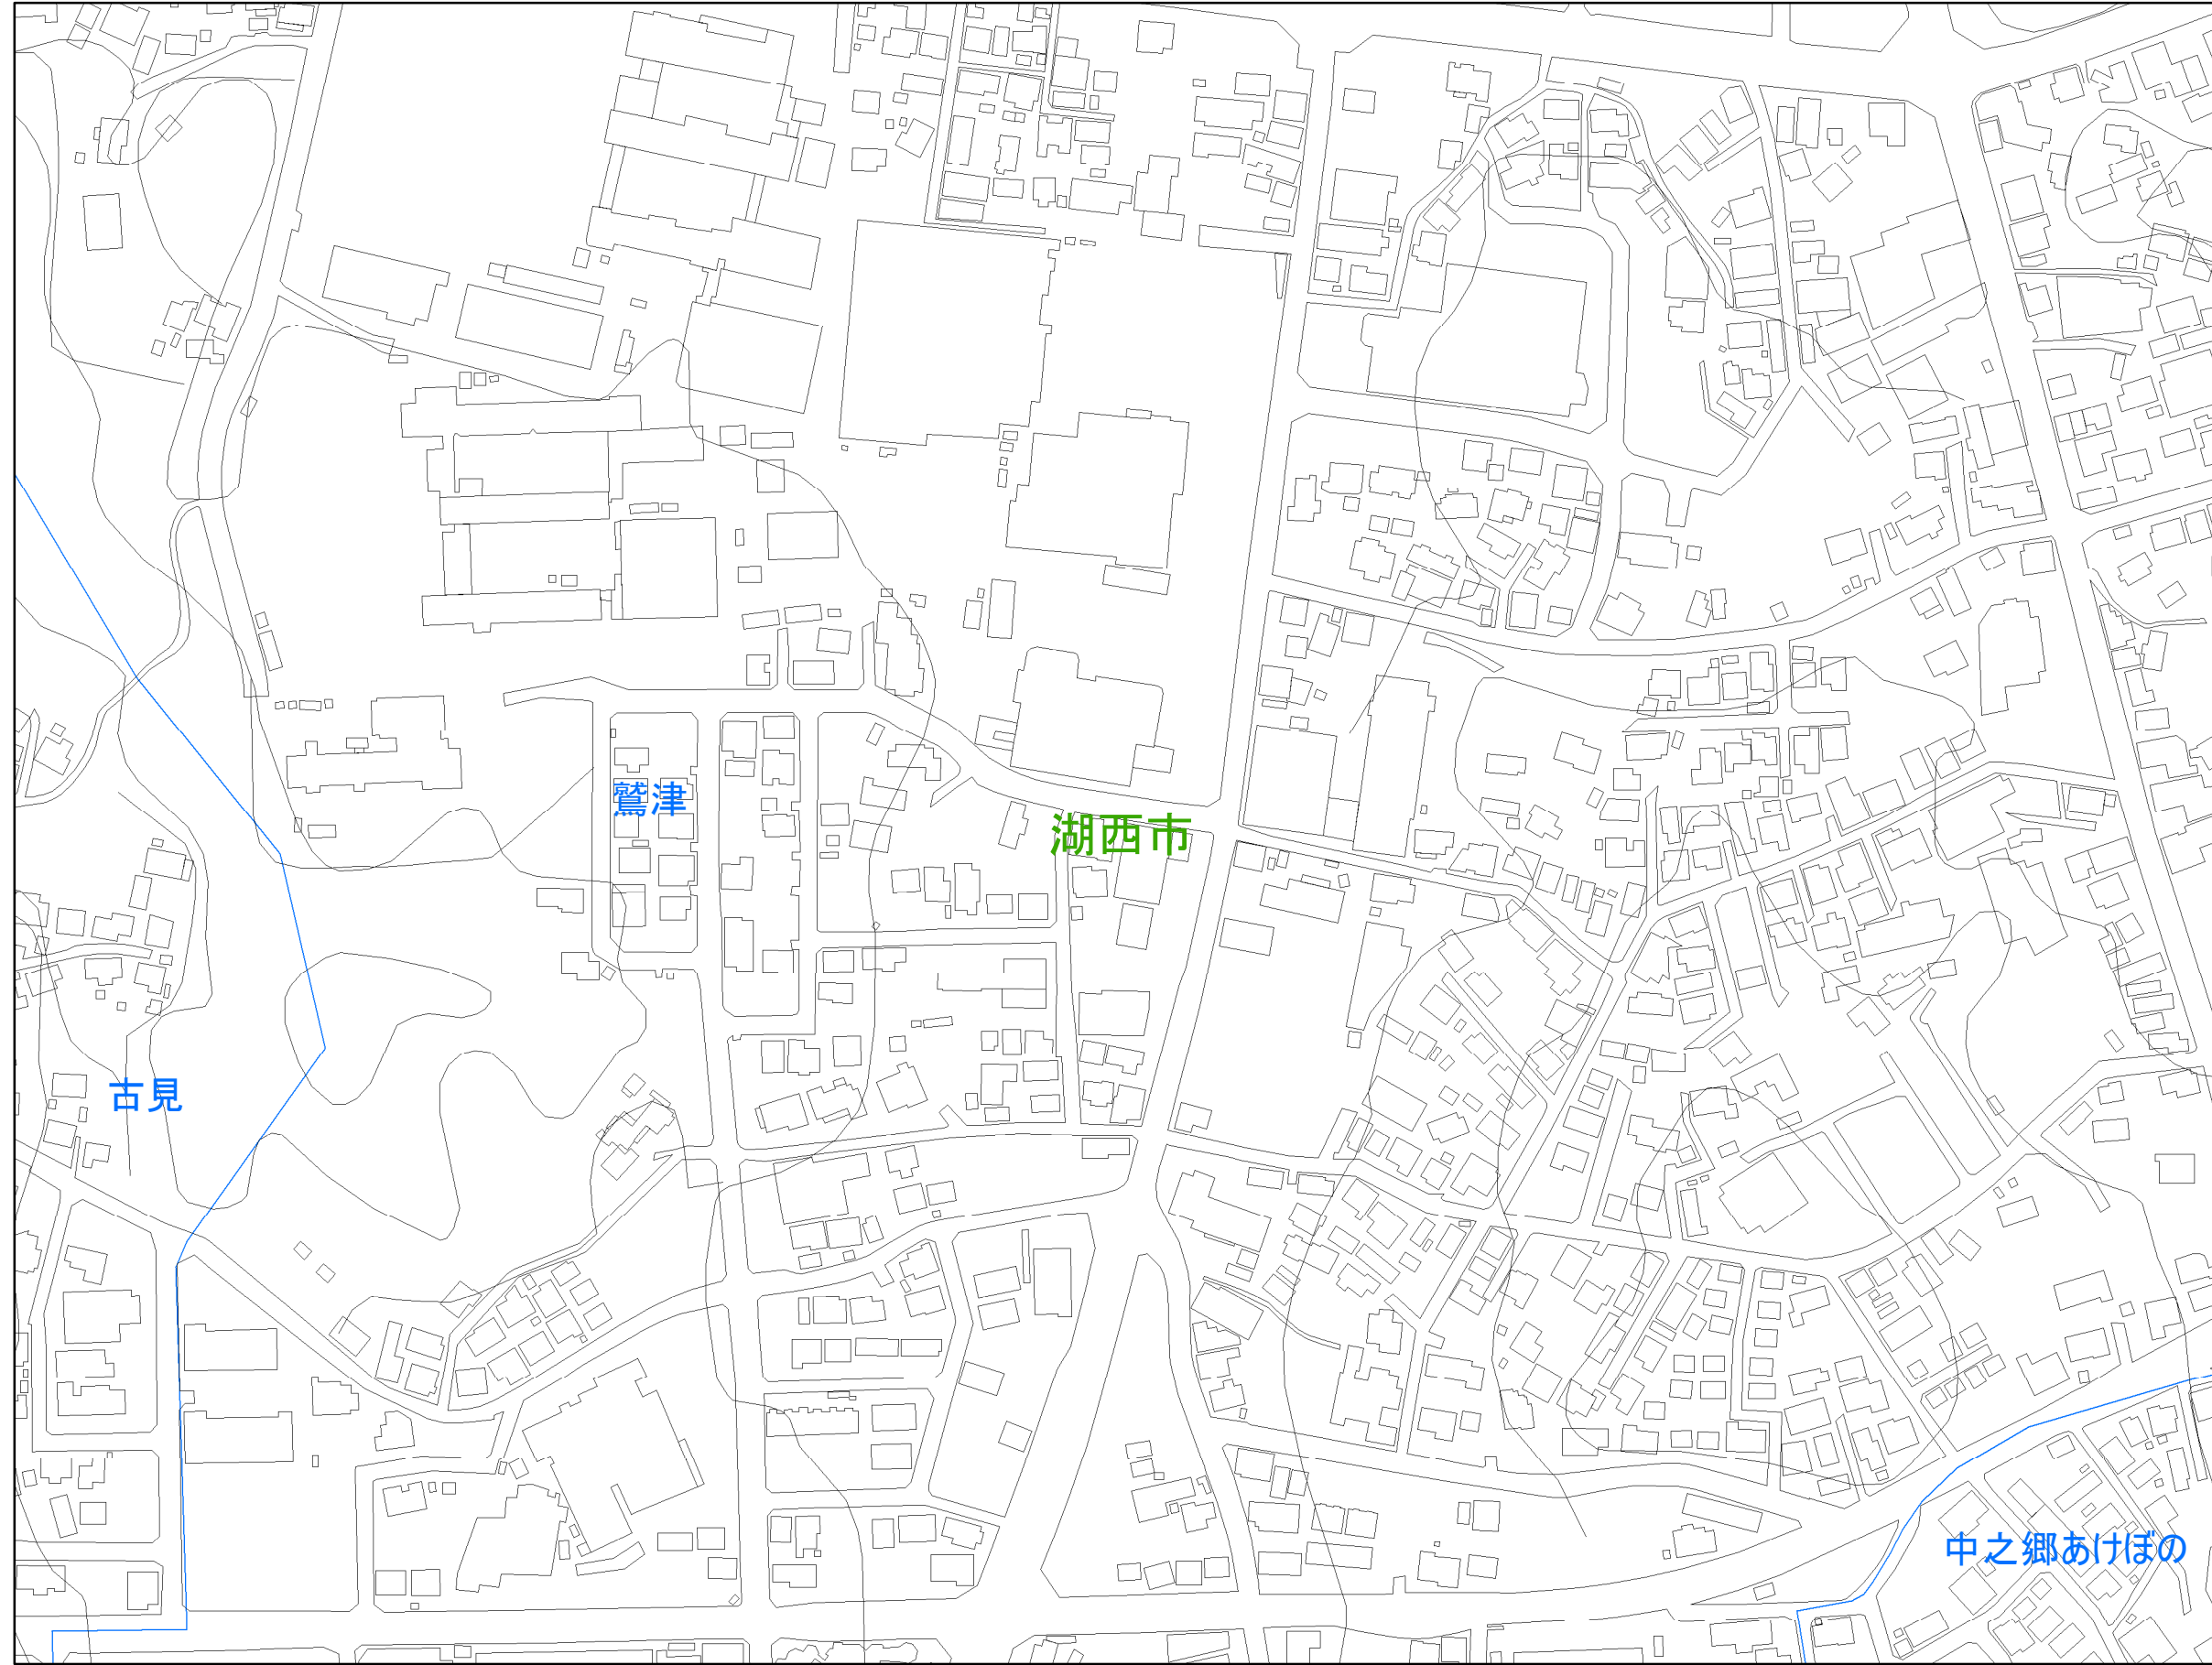 鷲津
湖西市
古見
中之郷あけぼの